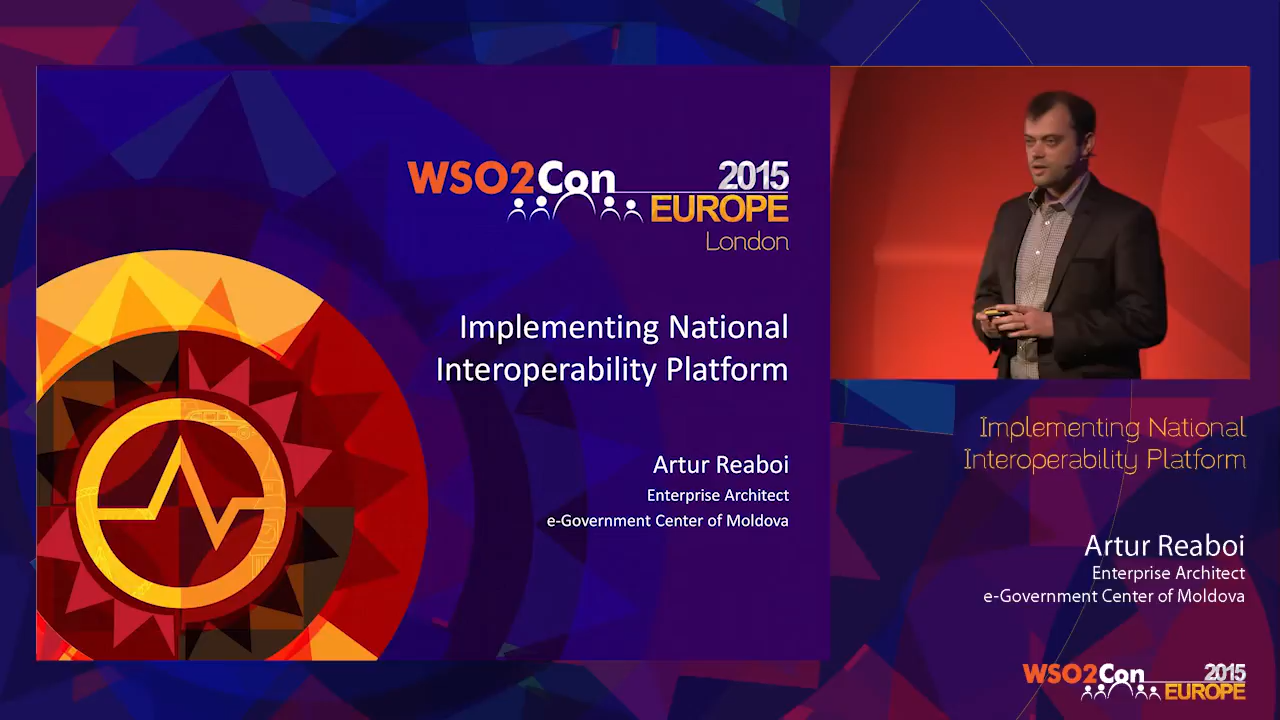 WSO2Con 2015
EUROPE
London
Implementing National
Interoperability Platform
Artur Reaboi
Enterprise Architect
e-Government Center of Moldova
Implementing National
Interoperability Platform
Artur Reaboi
Enterprise Architect
e-Government Center of Moldova
WSO2Con 2015
EUROPE